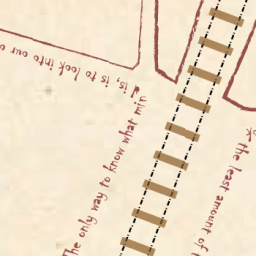 The only way to know what min
is, is to look into our o
the least amount of t